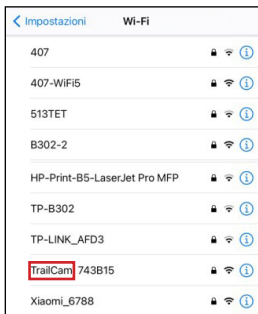 Impostazioni Wi-Fi
407
407-WiFi5
513TET
B302-2
HP-Print-B5-LaserJet Pro MFP
TP-B302
TP-LINK_AFD3
TrailCam 743B15
Xiaomi_6788